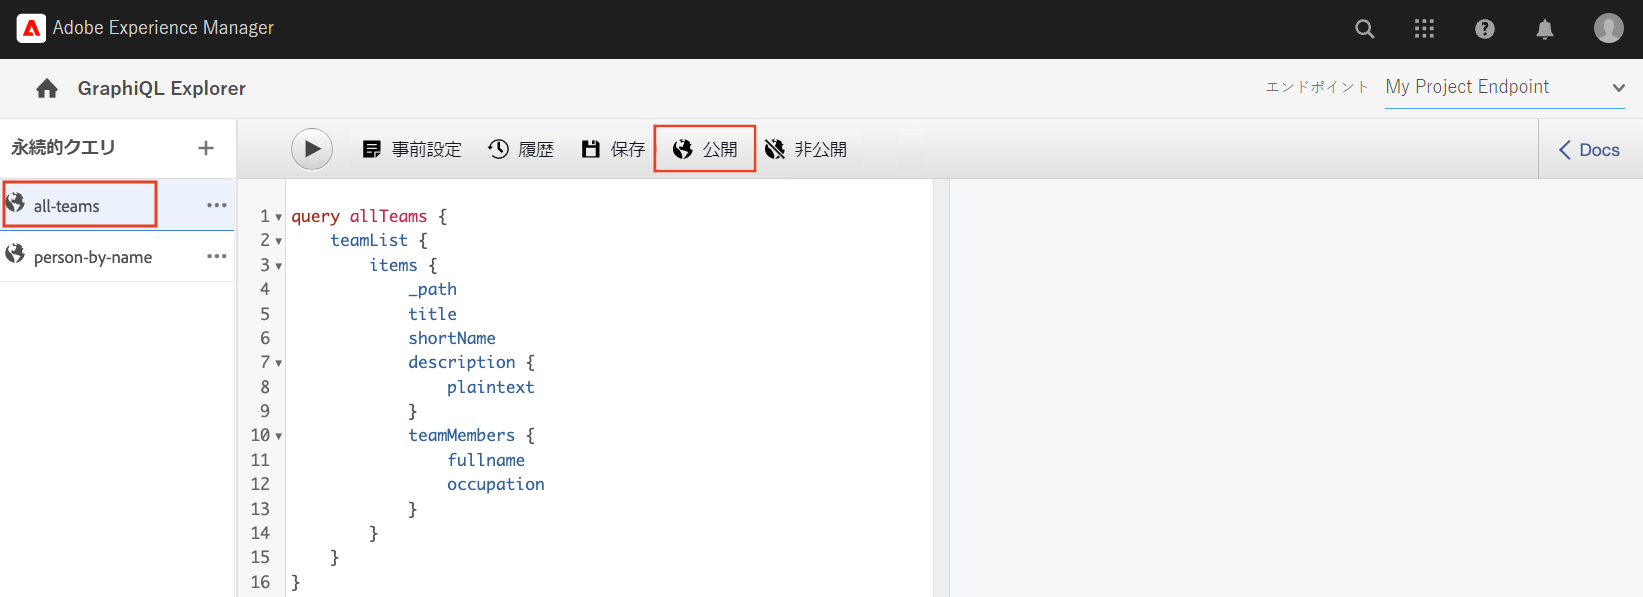 Adobe Experience Manager
GraphiQL Explorer
エンドポイント My Project Endpoint
永続的クエリ +
事前設定 履歴 保存 公開 非公開 Docs
all-teams
person-by-name
1 query allTeams {
2 teamList {
3 items {
4 _path
5 title
6 shortName
7 description {
8 plaintext
9 }
10 teamMembers {
11 fullname
12 occupation
13 }
14 }
15 }
16 }